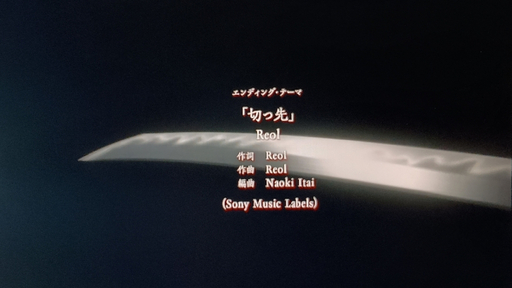 エンディング・テーマ
「切っ先」
Reol
作詞 Reol
作曲 Reol
編曲 Naoki Itai
(Sony Music Labels)